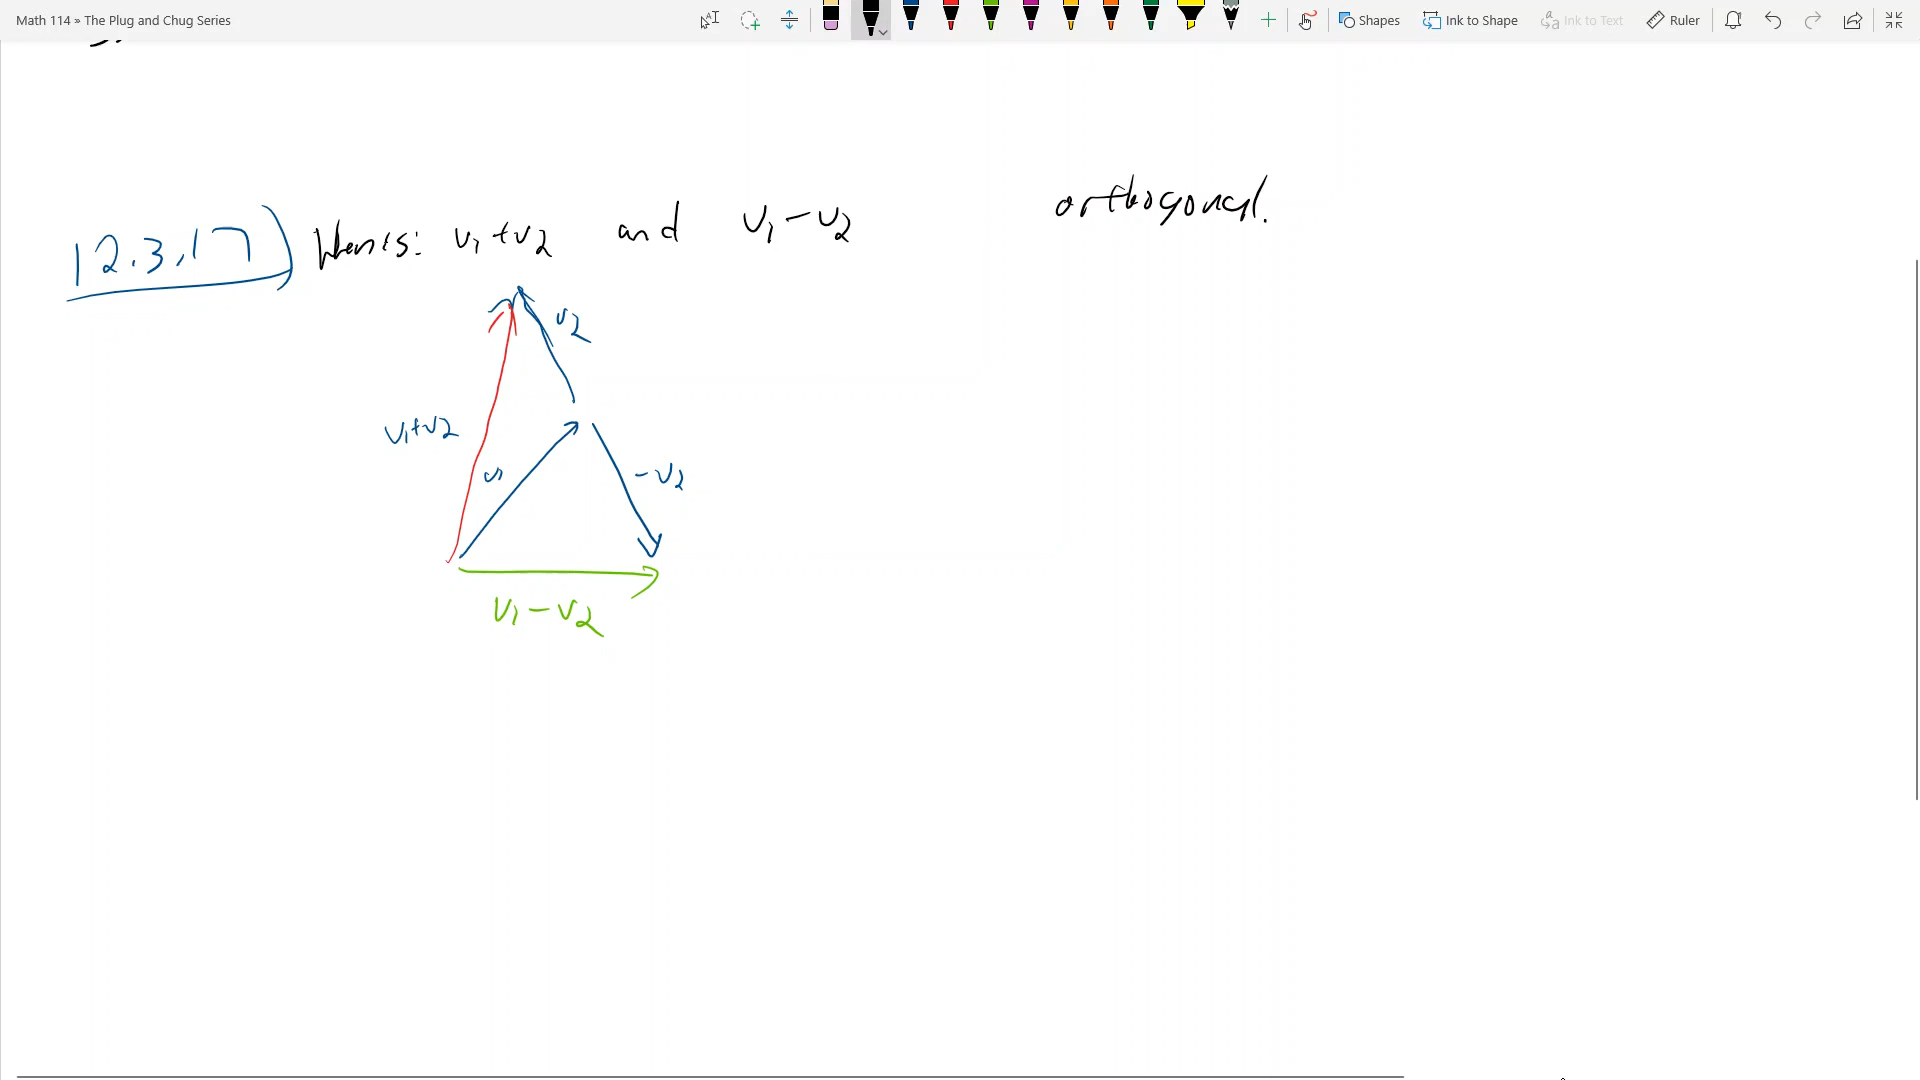 Math 114 » The Plug and Chug Series
Shapes
Ink to Shape
Ink to Text
Ruler
12.3.17) When is: v1+v2 and v1-v2 orthogonal.
v2
v1+v2
v1
-v2
v1-v2